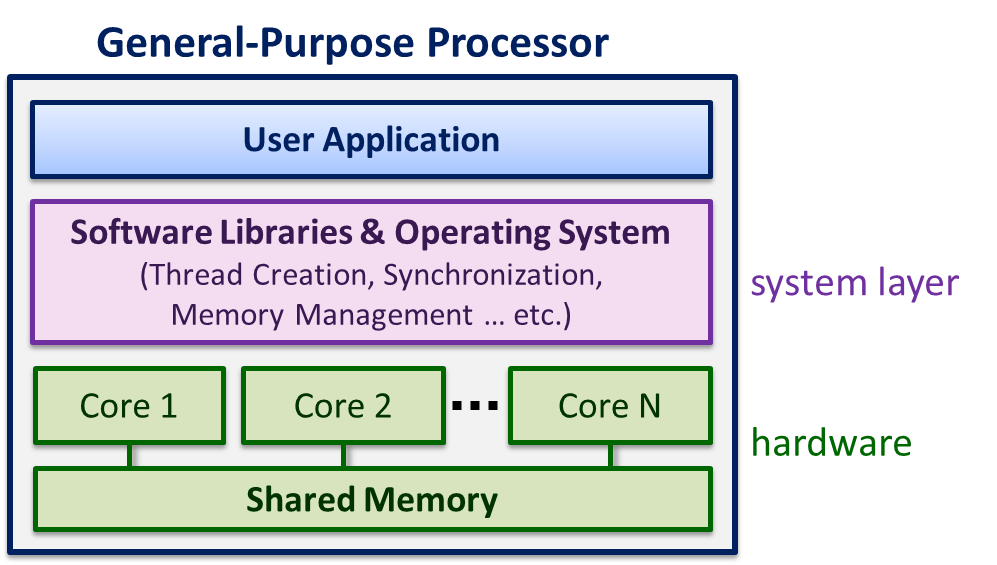 General-Purpose Processor
User Application
Software Libraries & Operating System
(Thread Creation, Synchronization,
Memory Management ... etc.)
system layer
Core 1
Core 2
...
Core N
hardware
Shared Memory